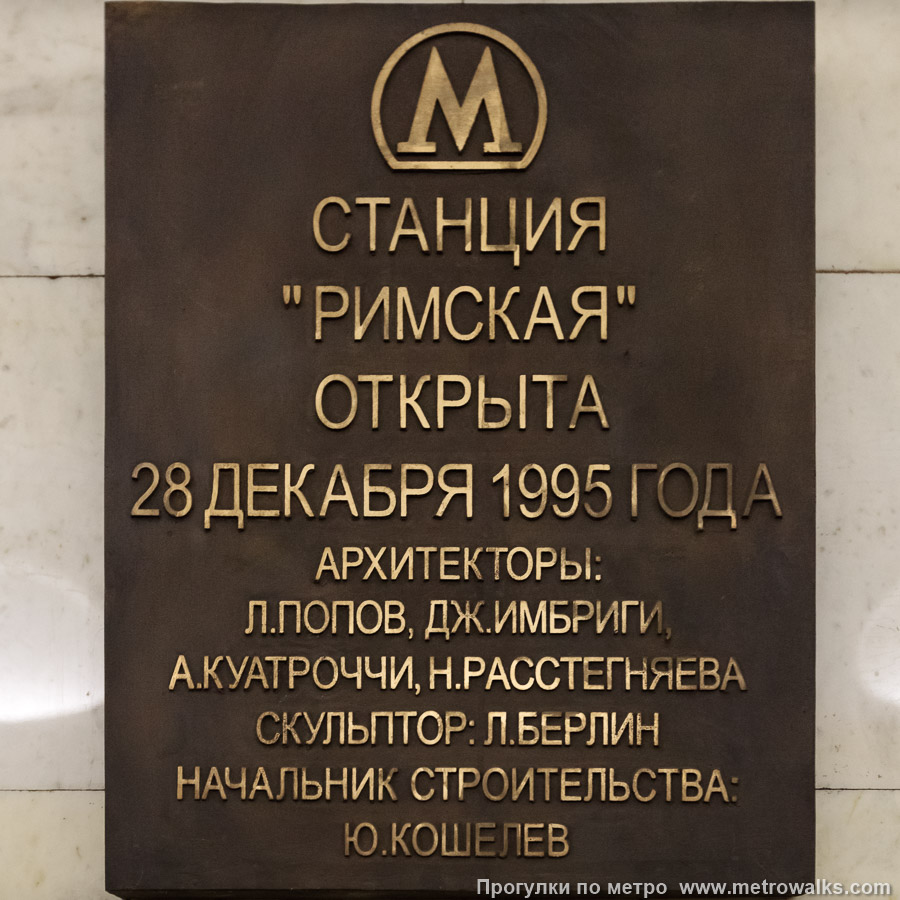 М
СТАНЦИЯ
"РИМСКАЯ"
ОТКРЫТА
28 ДЕКАБРЯ 1995 ГОДА
АРХИТЕКТОРЫ:
Л.ПОПОВ, ДЖ.ИМБРИГИ,
А.КУАТРОЧЧИ, Н.РАССТЕГНЯЕВА
СКУЛЬПТОР: Л.БЕРЛИН
НАЧАЛЬНИК СТРОИТЕЛЬСТВА:
Ю.КОШЕЛЕВ
Прогулки по метро www.metrowalks.com